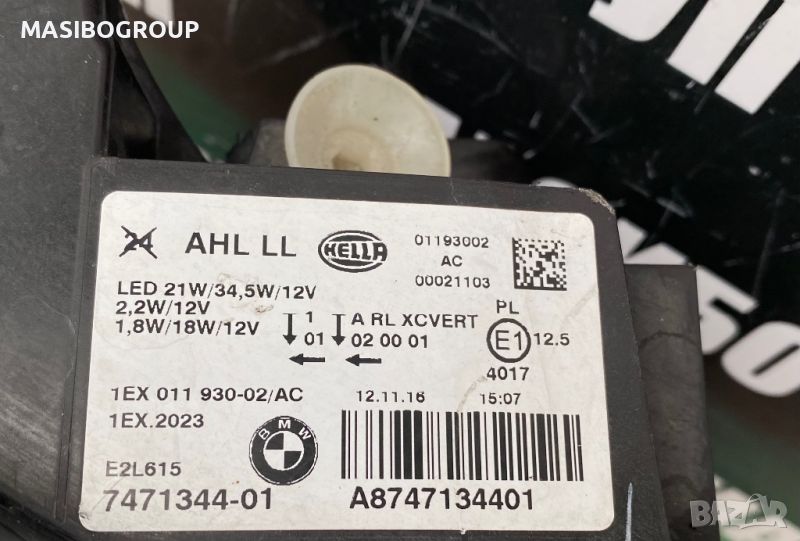 MASIBOGROUP
24 AHL LL HELLA 01193002
AC
00021103
LED 21W/34,5W/12V
2,2W/12V
1,8W/18W/12V
1 A RL XCVERT
01 02 00 01
PL
E1 12.5
4017
1EX 011 930-02/AC 12.11.16 15:07
1EX.2023
BMW
E2L615
7471344-01 A8747134401
BAZAR